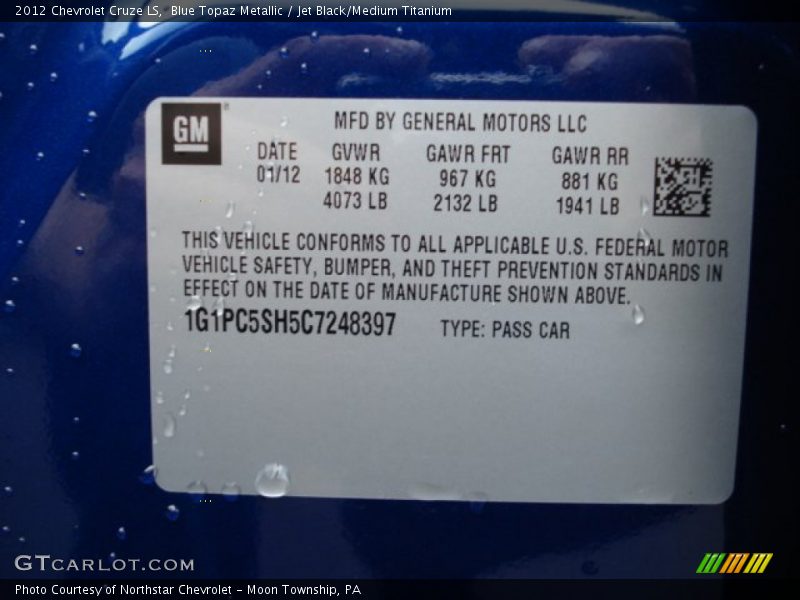 2012 Chevrolet Cruze LS, Blue Topaz Metallic / Jet Black/Medium Titanium
GM®
MFD BY GENERAL MOTORS LLC
DATE GVWR GAWR FRT GAWR RR
01/12 1848 KG 967 KG 881 KG
4073 LB 2132 LB 1941 LB
THIS VEHICLE CONFORMS TO ALL APPLICABLE U.S. FEDERAL MOTOR
VEHICLE SAFETY, BUMPER, AND THEFT PREVENTION STANDARDS IN
EFFECT ON THE DATE OF MANUFACTURE SHOWN ABOVE.
1G1PC5SH5C7248397 TYPE: PASS CAR
GTCARLOT.COM
Photo Courtesy of Northstar Chevrolet - Moon Township, PA